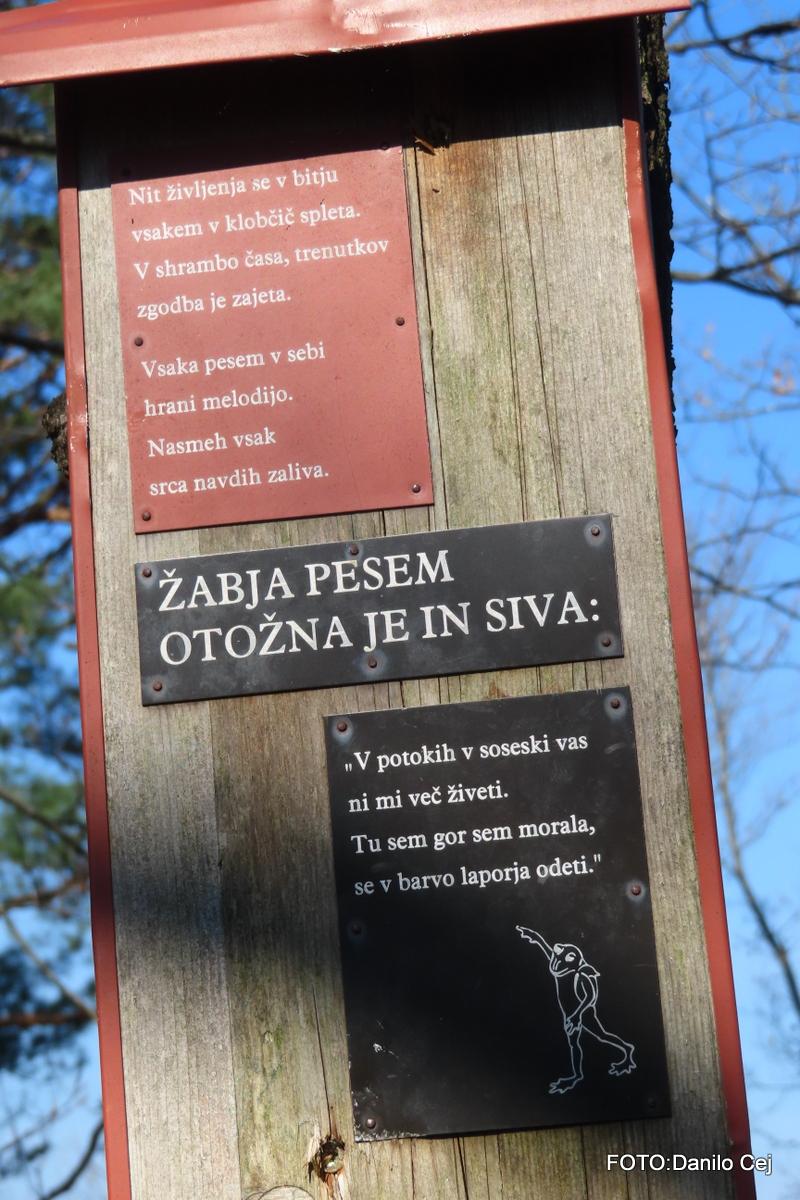 Nit življenja se v bitju
vsakem v klobčič spleta.
V shrambo časa, trenutkov
zgodba je zajeta.
Vsaka pesem v sebi
hrani melodijo.
Nasmeh vsak
srca navdih zaliva.
ŽABJA PESEM
OTOŽNA JE IN SIVA:
„V potokih v soseski vas
ni mi več živeti.
Tu sem gor sem morala,
se v barvo laporja odeti."
FOTO:Danilo Cej